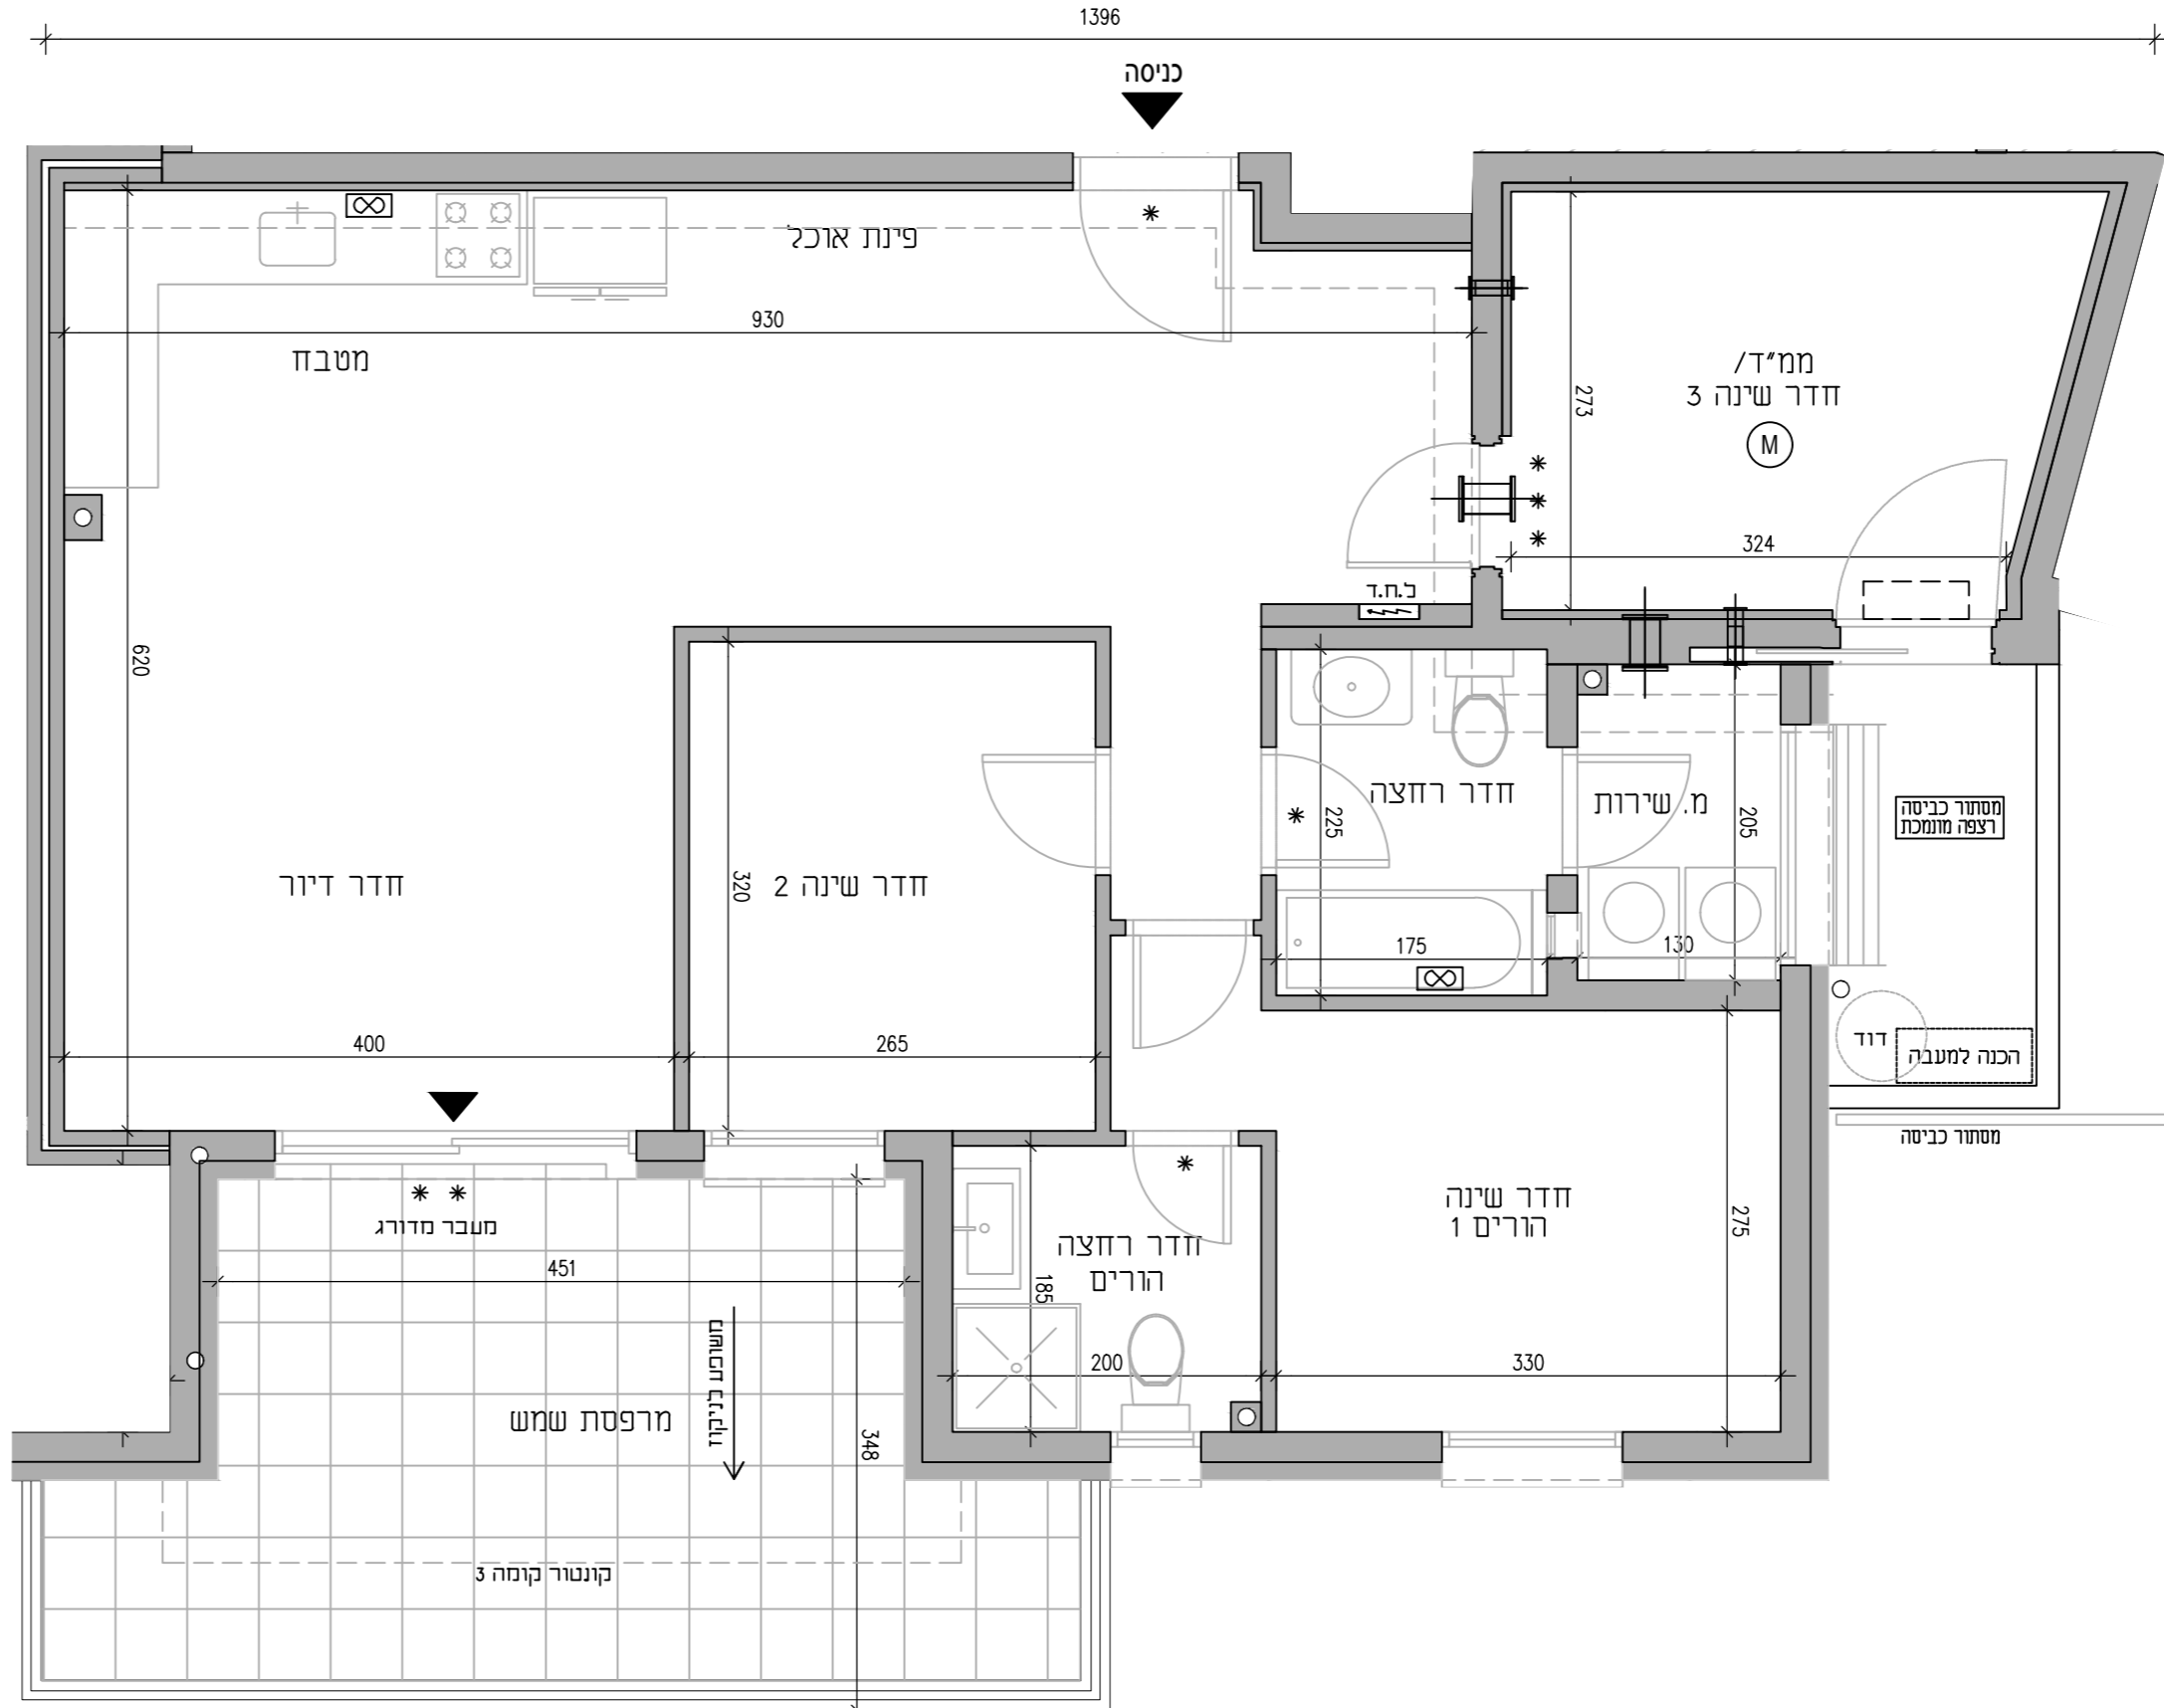 1396
כניסה
פינת אוכל
930
מטבח
ממ"ד/
חדר שינה 3
M
273
324
ל.ח.ד
620
חדר רחצה
225
מ. שירות
205
מסתור כביסה
רצפה מונמכת
חדר דיור
320
חדר שינה 2
175
130
400
265
דוד
הכנה למעבה
מסתור כביסה
מעבר מדורג
451
חדר שינה
הורים 1
275
חדר רחצה
הורים
185
200
330
משופע לניקוז
מרפסת שמש
348
קונטור קומה 3